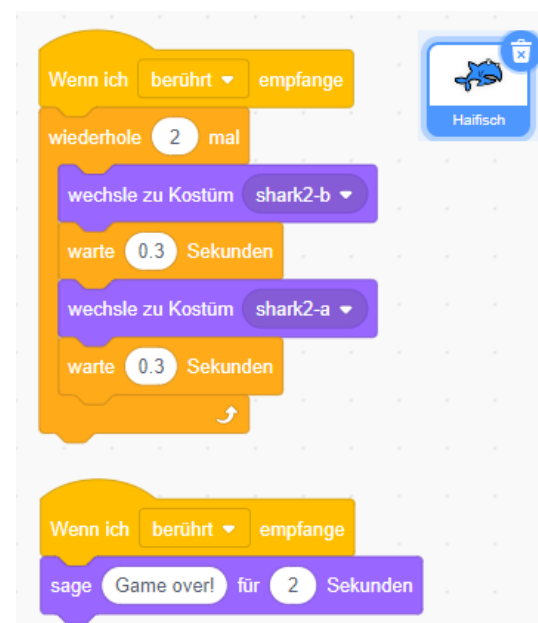 Wenn ich berührt empfange
Haifisch
wiederhole 2 mal
wechsle zu Kostüm shark2-b
warte 0.3 Sekunden
wechsle zu Kostüm shark2-a
warte 0.3 Sekunden
Wenn ich berührt empfange
sage Game over! für 2 Sekunden